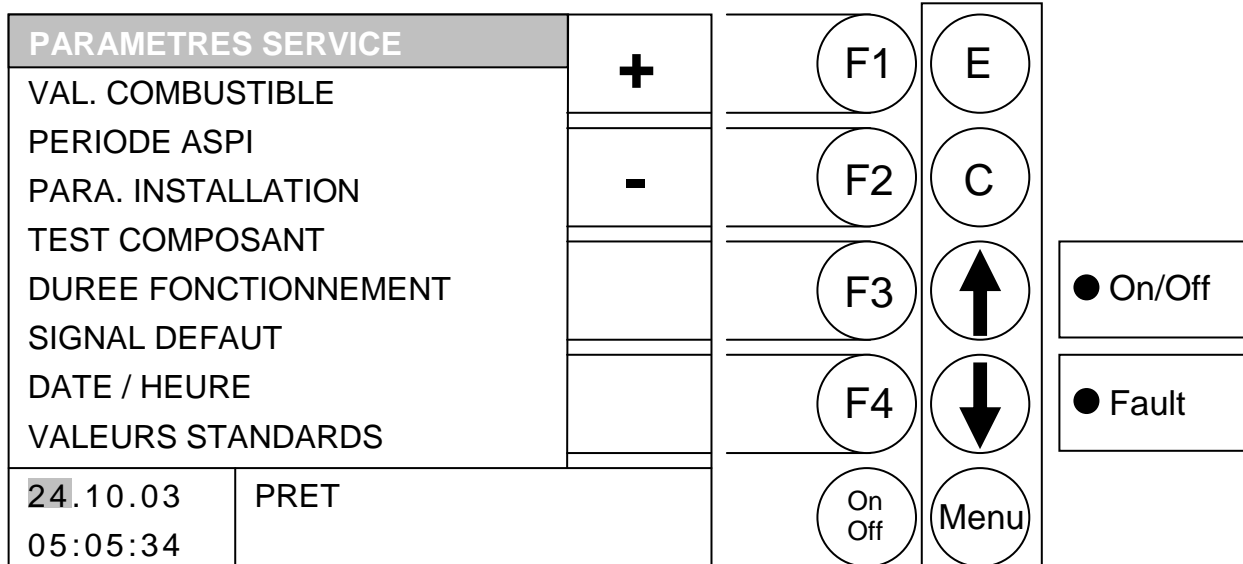 PARAMETRES SERVICE
VAL. COMBUSTIBLE
PERIODE ASPI
PARA. INSTALLATION
TEST COMPOSANT
DUREE FONCTIONNEMENT
SIGNAL DEFAUT
DATE / HEURE
VALEURS STANDARDS
24.10.03 PRET
05:05:34
+
-
F1 E
F2 C
F3
F4
On
Off
Menu
On/Off
Fault